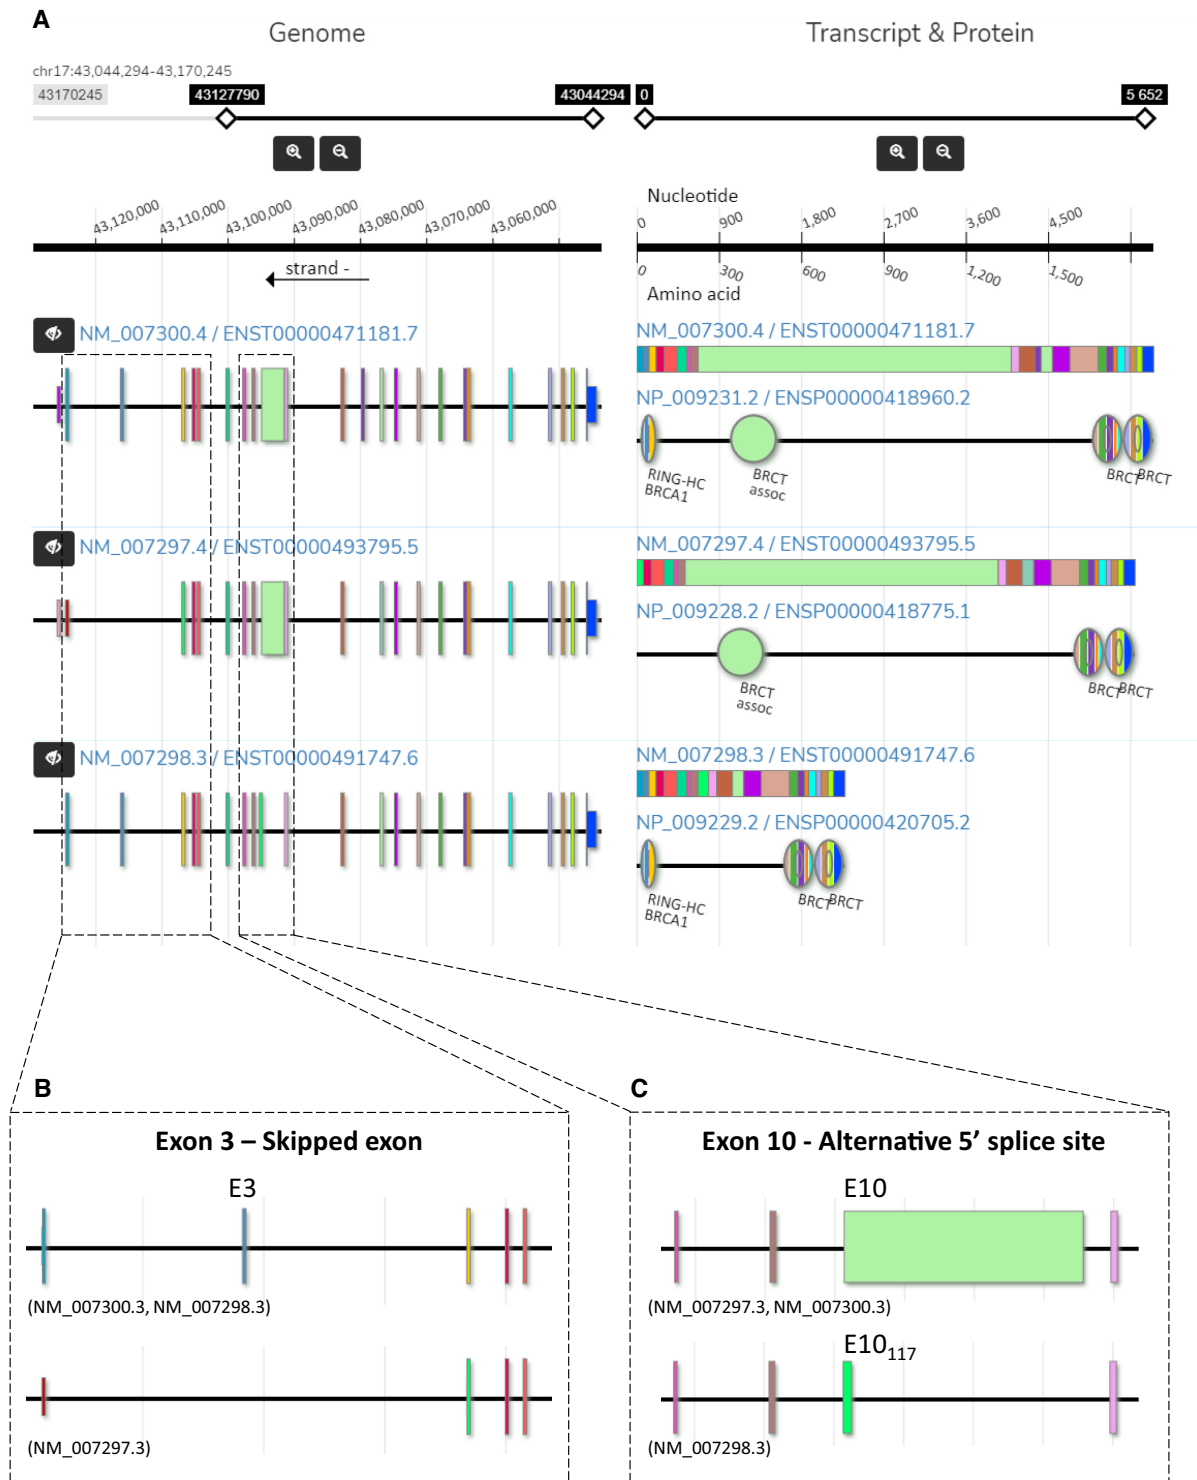 A
Genome
Transcript & Protein
chr17:43,044,294-43,170,245
43170245
43127790
43044294
0
5 652
Nucleotide
43,120,000
43,110,000
43,100,000
43,090,000
43,080,000
43,070,000
43,060,000
0
900
1,800
2,700
3,600
4,500
strand -
0
300
600
900
1,200
1,500
Amino acid
NM_007300.4 / ENST00000471181.7
NM_007300.4 / ENST00000471181.7
NP_009231.2 / ENSP00000418960.2
RING-HC
BRCA1
BRCT
assoc
BRCT
BRCT
NM_007297.4 / ENST00000493795.5
NM_007297.4 / ENST00000493795.5
NP_009228.2 / ENSP00000418775.1
BRCT
assoc
BRCT
BRCT
NM_007298.3 / ENST00000491747.6
NM_007298.3 / ENST00000491747.6
NP_009229.2 / ENSP00000420705.2
RING-HC
BRCA1
BRCT
BRCT
B
Exon 3 – Skipped exon
E3
(NM_007300.3, NM_007298.3)
(NM_007297.3)
C
Exon 10 - Alternative 5’ splice site
E10
(NM_007297.3, NM_007300.3)
E10117
(NM_007298.3)